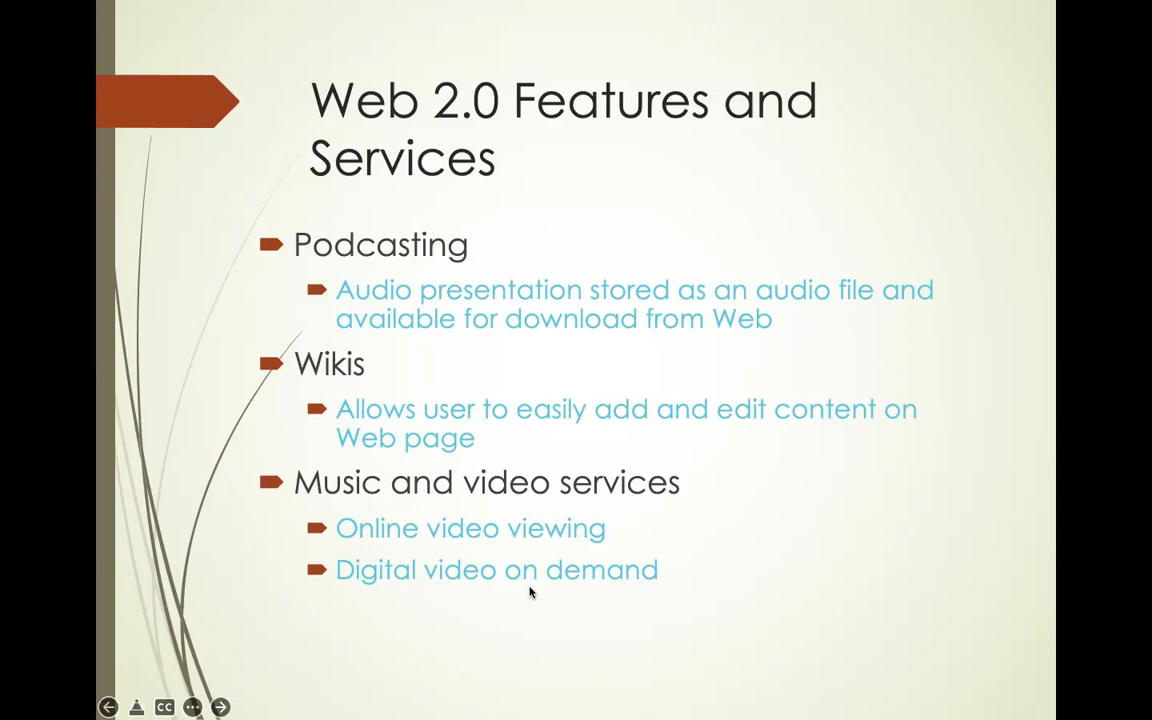 Web 2.0 Features and
Services
Podcasting
Audio presentation stored as an audio file and
available for download from Web
Wikis
Allows user to easily add and edit content on
Web page
Music and video services
Online video viewing
Digital video on demand
CC